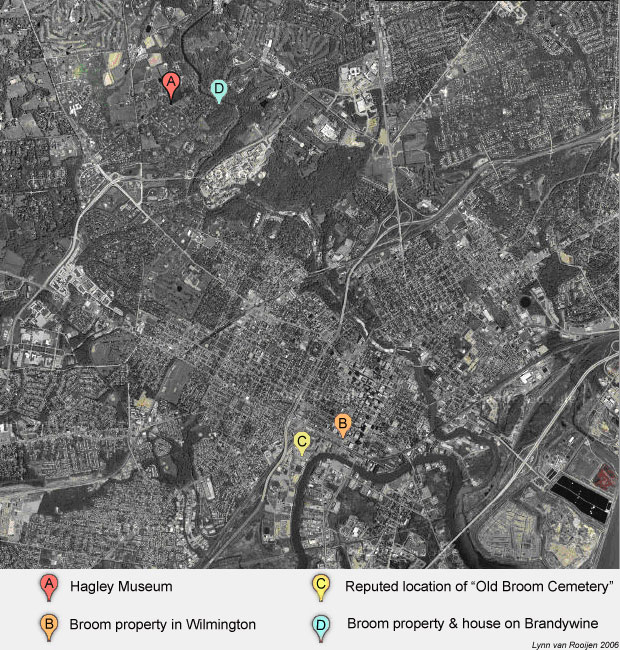 A
D
B
C
A Hagley Museum
C Reputed location of “Old Broom Cemetery”
B Broom property in Wilmington
D Broom property & house on Brandywine
Lynn van Rooijen 2006